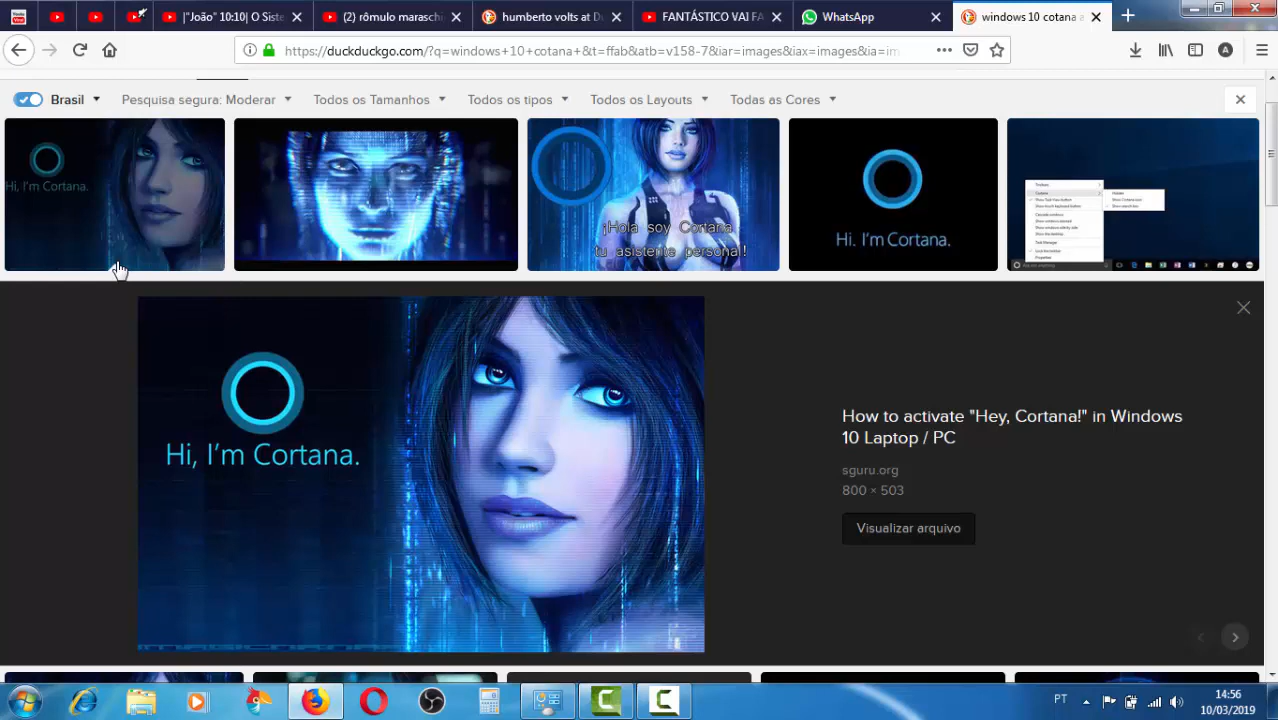 |"João" 10:10| O Siste
(2) rômulo maraschi
humberto volts at D
FANTÁSTICO VAI FA
WhatsApp
windows 10 cotana a
https://duckduckgo.com/?q=windows+10+cotana+&t=ffab&atb=v158-7&iar=images&iax=images&ia=im
Brasil
Pesquisa segura: Moderar
Todos os Tamanhos
Todos os tipos
Todos os Layouts
Todas as Cores
Hi, I'm Cortana.
¡Hola soy Cortana
tu asistente personal!
Hi. I'm Cortana.
Hi, I'm Cortana.
How to activate "Hey, Cortana!" in Windows
10 Laptop / PC
sguru.org
800 × 503
Visualizar arquivo
PT
14:56
10/03/2019